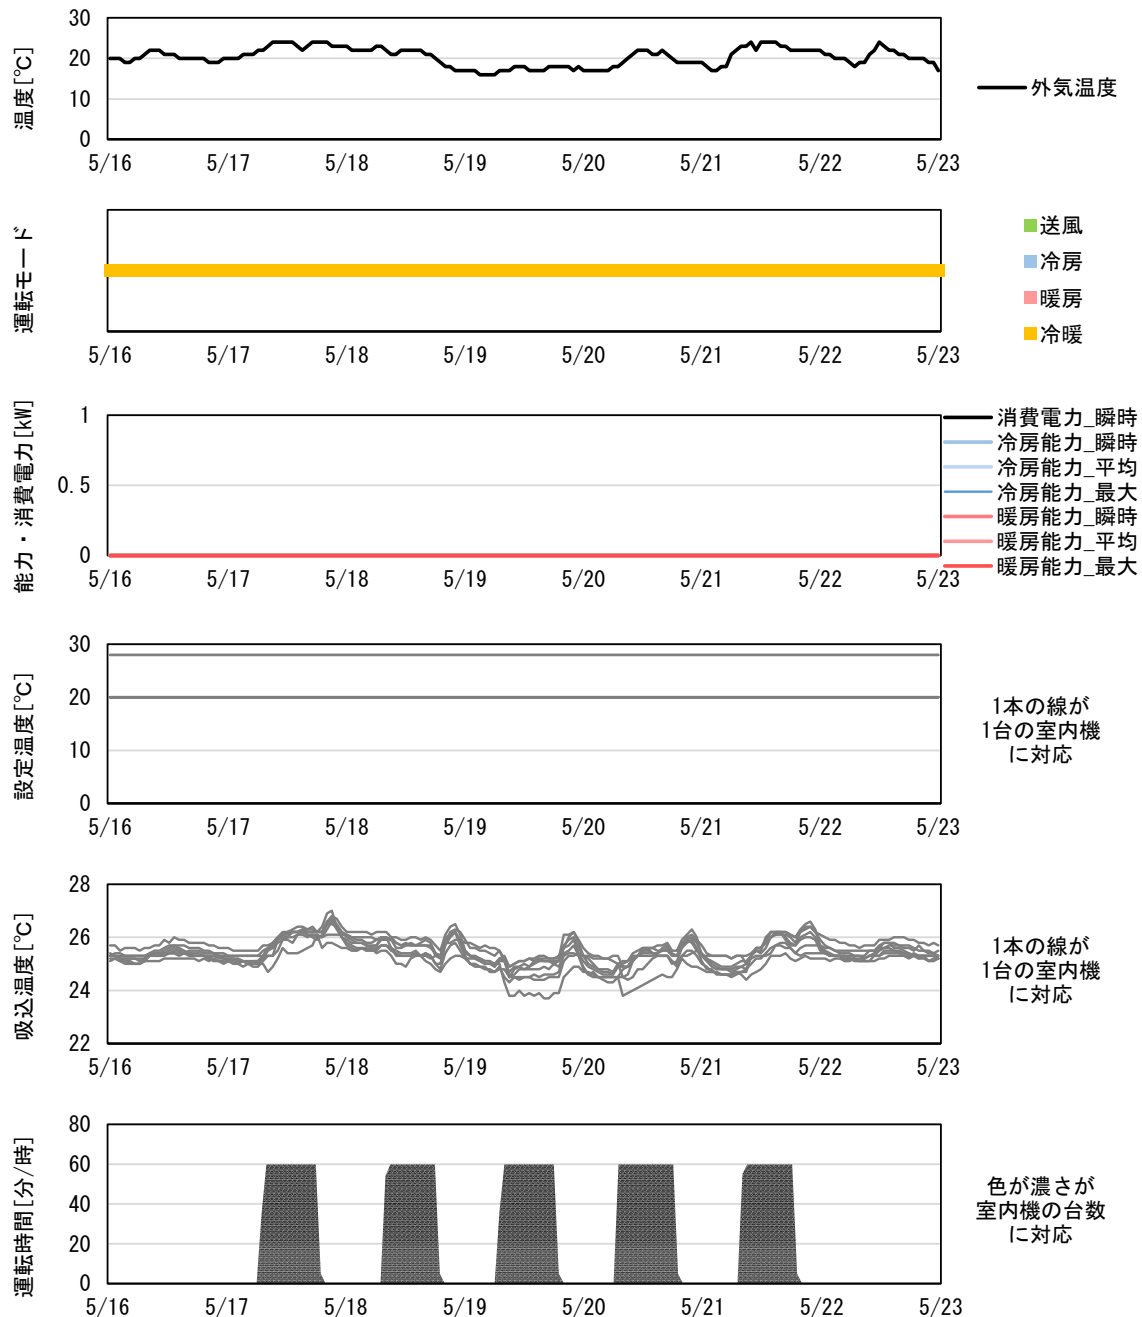 温度[℃]
30
20
10
0
5/16 5/17 5/18 5/19 5/20 5/21 5/22 5/23
外気温度
運転モード
5/16 5/17 5/18 5/19 5/20 5/21 5/22 5/23
送風
冷房
暖房
冷暖
能力・消費電力[kW]
1
0.5
0
5/16 5/17 5/18 5/19 5/20 5/21 5/22 5/23
消費電力_瞬時
冷房能力_瞬時
冷房能力_平均
冷房能力_最大
暖房能力_瞬時
暖房能力_平均
暖房能力_最大
設定温度[℃]
30
20
10
0
5/16 5/17 5/18 5/19 5/20 5/21 5/22 5/23
1本の線が
1台の室内機
に対応
吸込温度[℃]
28
26
24
22
5/16 5/17 5/18 5/19 5/20 5/21 5/22 5/23
1本の線が
1台の室内機
に対応
運転時間[分/時]
80
60
40
20
0
5/16 5/17 5/18 5/19 5/20 5/21 5/22 5/23
色が濃さが
室内機の台数
に対応